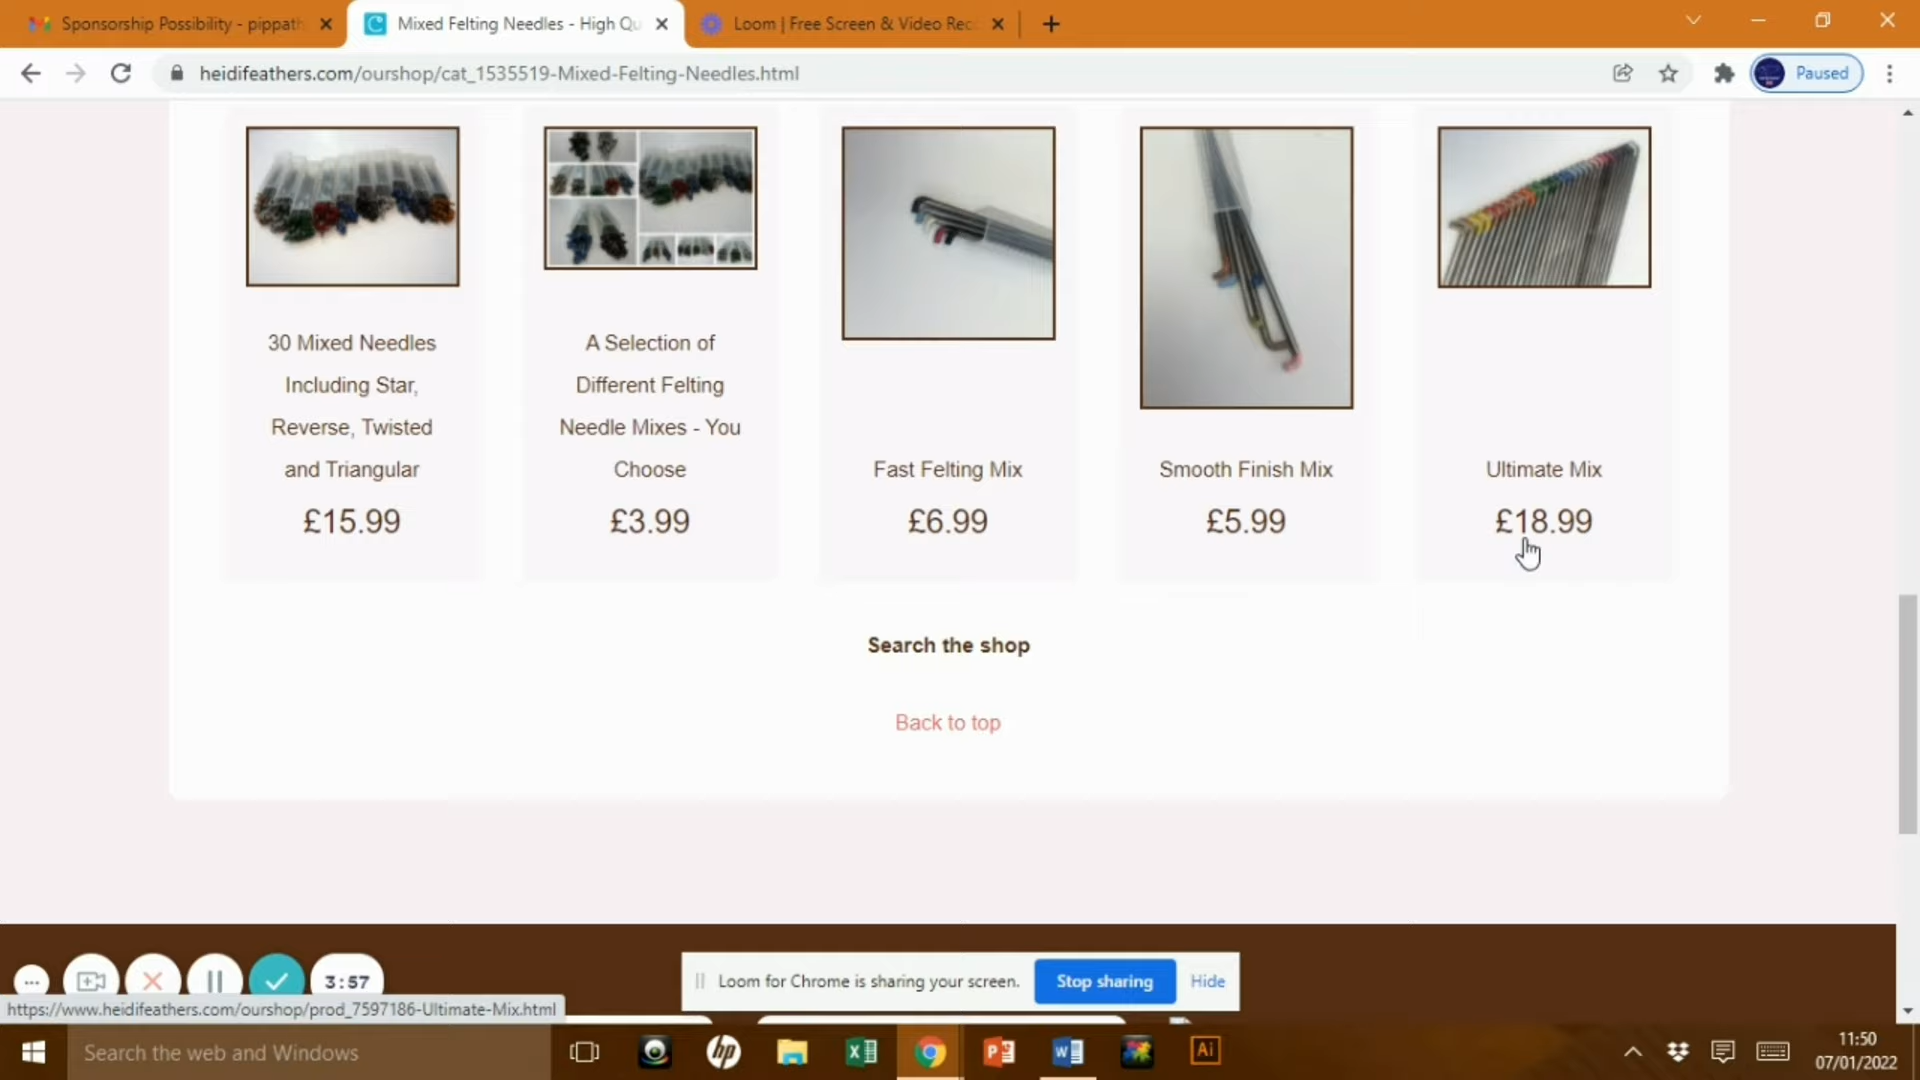 Sponsorship Possibility - pippath
Mixed Felting Needles - High Qu
Loom | Free Screen & Video Rec
heidifeathers.com/ourshop/cat_1535519-Mixed-Felting-Needles.html
Paused
30 Mixed Needles
Including Star,
Reverse, Twisted
and Triangular
£15.99
A Selection of
Different Felting
Needle Mixes - You
Choose
£3.99
Fast Felting Mix
£6.99
Smooth Finish Mix
£5.99
Ultimate Mix
£18.99
Search the shop
Back to top
3:57
Loom for Chrome is sharing your screen.
Stop sharing
Hide
https://www.heidifeathers.com/ourshop/prod_7597186-Ultimate-Mix.html
Search the web and Windows
hp
Ai
11:50
07/01/2022